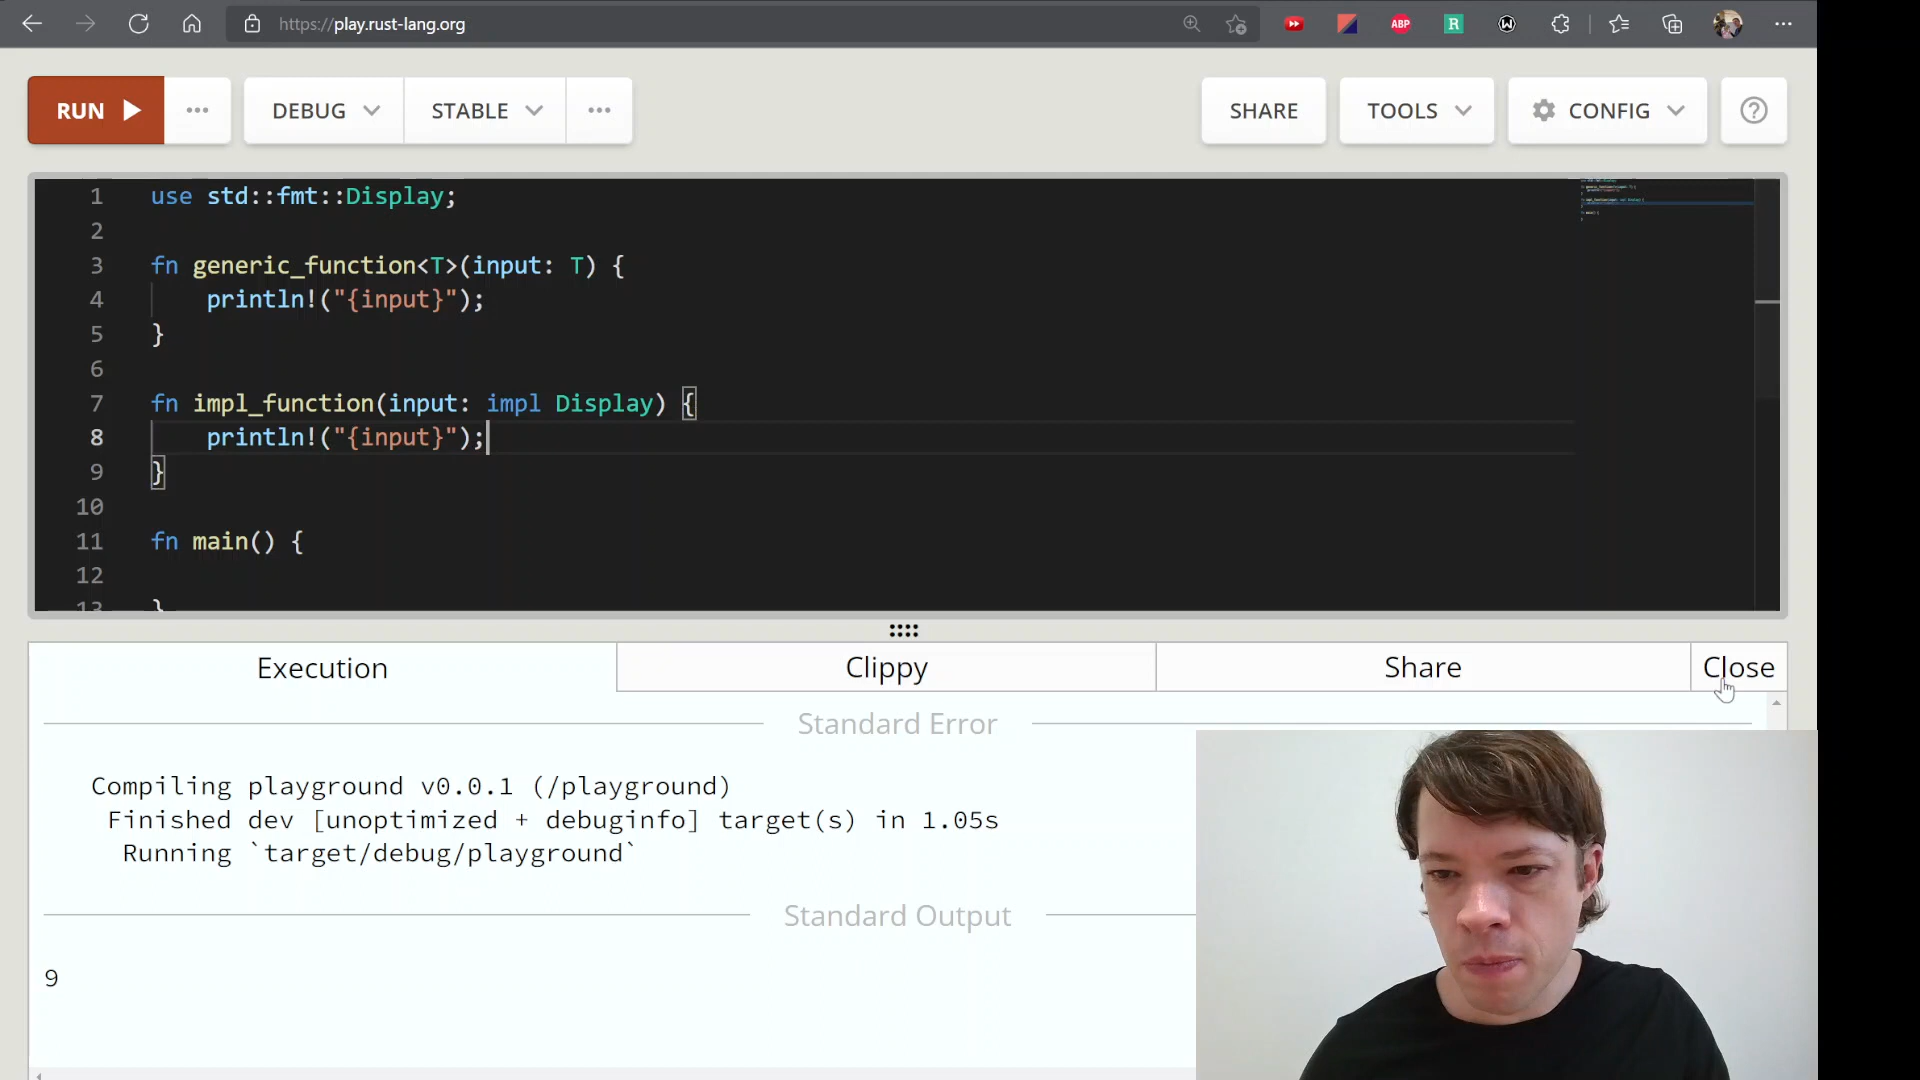 https://play.rust-lang.org
ABP
R
W
RUN
DEBUG
STABLE
SHARE
TOOLS
CONFIG
1 use std::fmt::Display;
2
3 fn generic_function<T>(input: T) {
4 println!("{input}");
5 }
6
7 fn impl_function(input: impl Display) {
8 println!("{input}");
9 }
10
11 fn main() {
12
13 }
Execution
Clippy
Share
Close
Standard Error
Compiling playground v0.0.1 (/playground)
Finished dev [unoptimized + debuginfo] target(s) in 1.05s
Running `target/debug/playground`
Standard Output
9